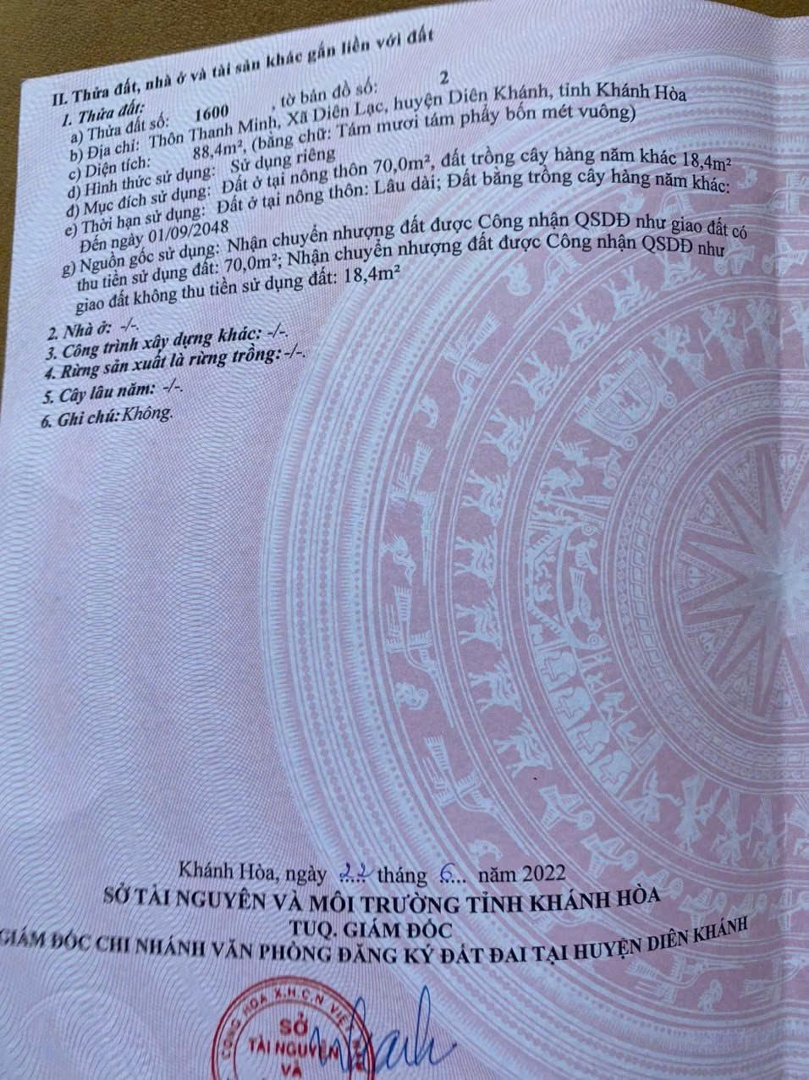 II. Thửa đất, nhà ở và tài sản khác gắn liền với đất
1. Thửa đất:
a) Thửa đất số: 1600 , tờ bản đồ số: 2
b) Địa chỉ: Thôn Thanh Minh, Xã Diên Lạc, huyện Diên Khánh, tỉnh Khánh Hòa
c) Diện tích: 88,4m², (bằng chữ: Tám mươi tám phẩy bốn mét vuông)
d) Hình thức sử dụng: Sử dụng riêng
đ) Mục đích sử dụng: Đất ở tại nông thôn 70,0m², đất trồng cây hàng năm khác 18,4m²
e) Thời hạn sử dụng: Đất ở tại nông thôn: Lâu dài; Đất bằng trồng cây hàng năm khác:
Đến ngày 01/09/2048
g) Nguồn gốc sử dụng: Nhận chuyển nhượng đất được Công nhận QSDĐ như giao đất có
thu tiền sử dụng đất: 70,0m²; Nhận chuyển nhượng đất được Công nhận QSDĐ như
giao đất không thu tiền sử dụng đất: 18,4m²
2. Nhà ở: -/-.
3. Công trình xây dựng khác: -/-.
4. Rừng sản xuất là rừng trồng: -/-.
5. Cây lâu năm: -/-.
6. Ghi chú: Không.
Khánh Hòa, ngày 22 tháng 6 năm 2022
SỞ TÀI NGUYÊN VÀ MÔI TRƯỜNG TỈNH KHÁNH HÒA
TUQ. GIÁM ĐỐC
GIÁM ĐỐC CHI NHÁNH VĂN PHÒNG ĐĂNG KÝ ĐẤT ĐAI TẠI HUYỆN DIÊN KHÁNH
CỘNG HÒA X.H.C.N VIỆT
SỞ
TÀI NGUYÊN
VÀ